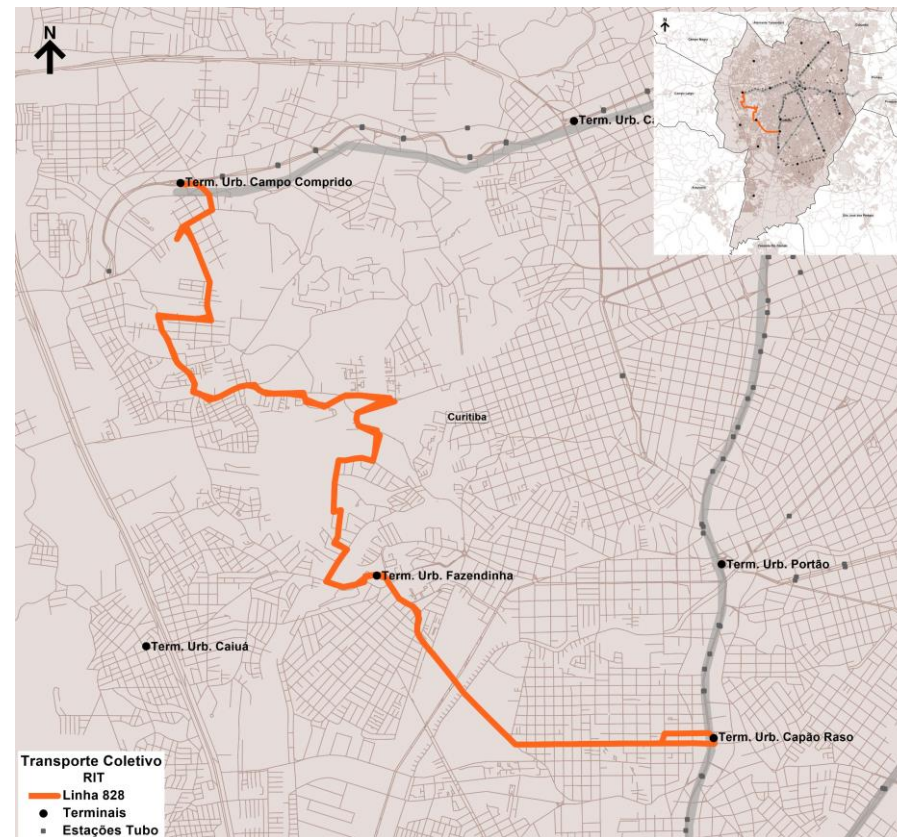 N
Term. Urb. C
Term. Urb. Campo Comprido
Curitiba
Term. Urb. Portão
Term. Urb. Fazendinha
Term. Urb. Caiuá
Term. Urb. Capão Raso
Transporte Coletivo
RIT
Linha 828
Terminais
Estações Tubo